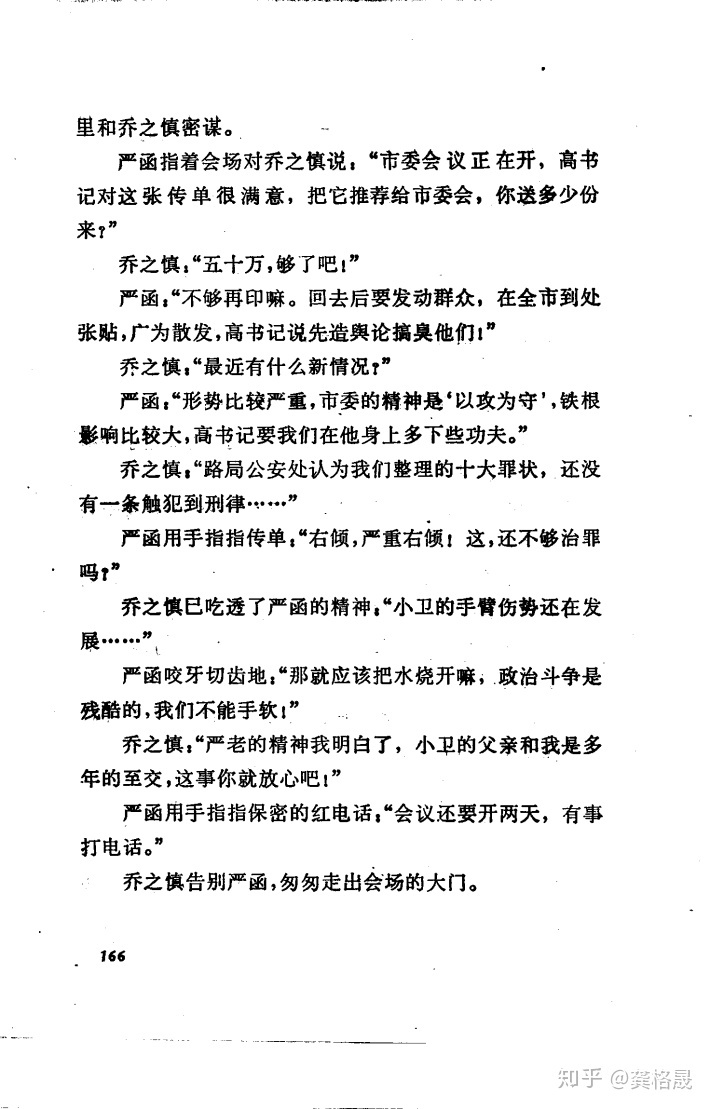 里和乔之慎密谋。
严函指着会场对乔之慎说：“市委会议正在开，高书
记对这张传单很满意，把它推荐给市委会，你送多少份
来？”
乔之慎：“五十万，够了吧！”
严函：“不够再印嘛。回去后要发动群众，在全市到处
张贴，广为散发，高书记说先造舆论搞臭他们！”
乔之慎：“最近有什么新情况？”
严函：“形势比较严重，市委的精神是‘以攻为守’，铁根
影响比较大，高书记要我们在他身上多下些功夫。”
乔之慎：“路局公安处认为我们整理的十大罪状，还没
有一条触犯到刑律……”
严函用手指指传单：“右倾，严重右倾！这，还不够治罪
吗？”
乔之慎已吃透了严函的精神：“小卫的手臂伤势还在发
展……”
严函咬牙切齿地：“那就应该把水烧开嘛，政治斗争是
残酷的，我们不能手软！”
乔之慎：“严老的精神我明白了，小卫的父亲和我是多
年的至交，这事你就放心吧！”
严函用手指指保密的红电话：“会议还要开两天，有事
打电话。”
乔之慎告别严函，匆匆走出会场的大门。
166
知乎 @龚格晟